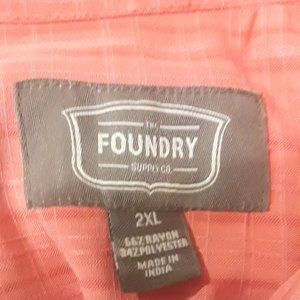 THE
FOUNDRY
SUPPLY CO.
2XL
66% RAYON
34% POLYESTER
MADE IN
INDIA